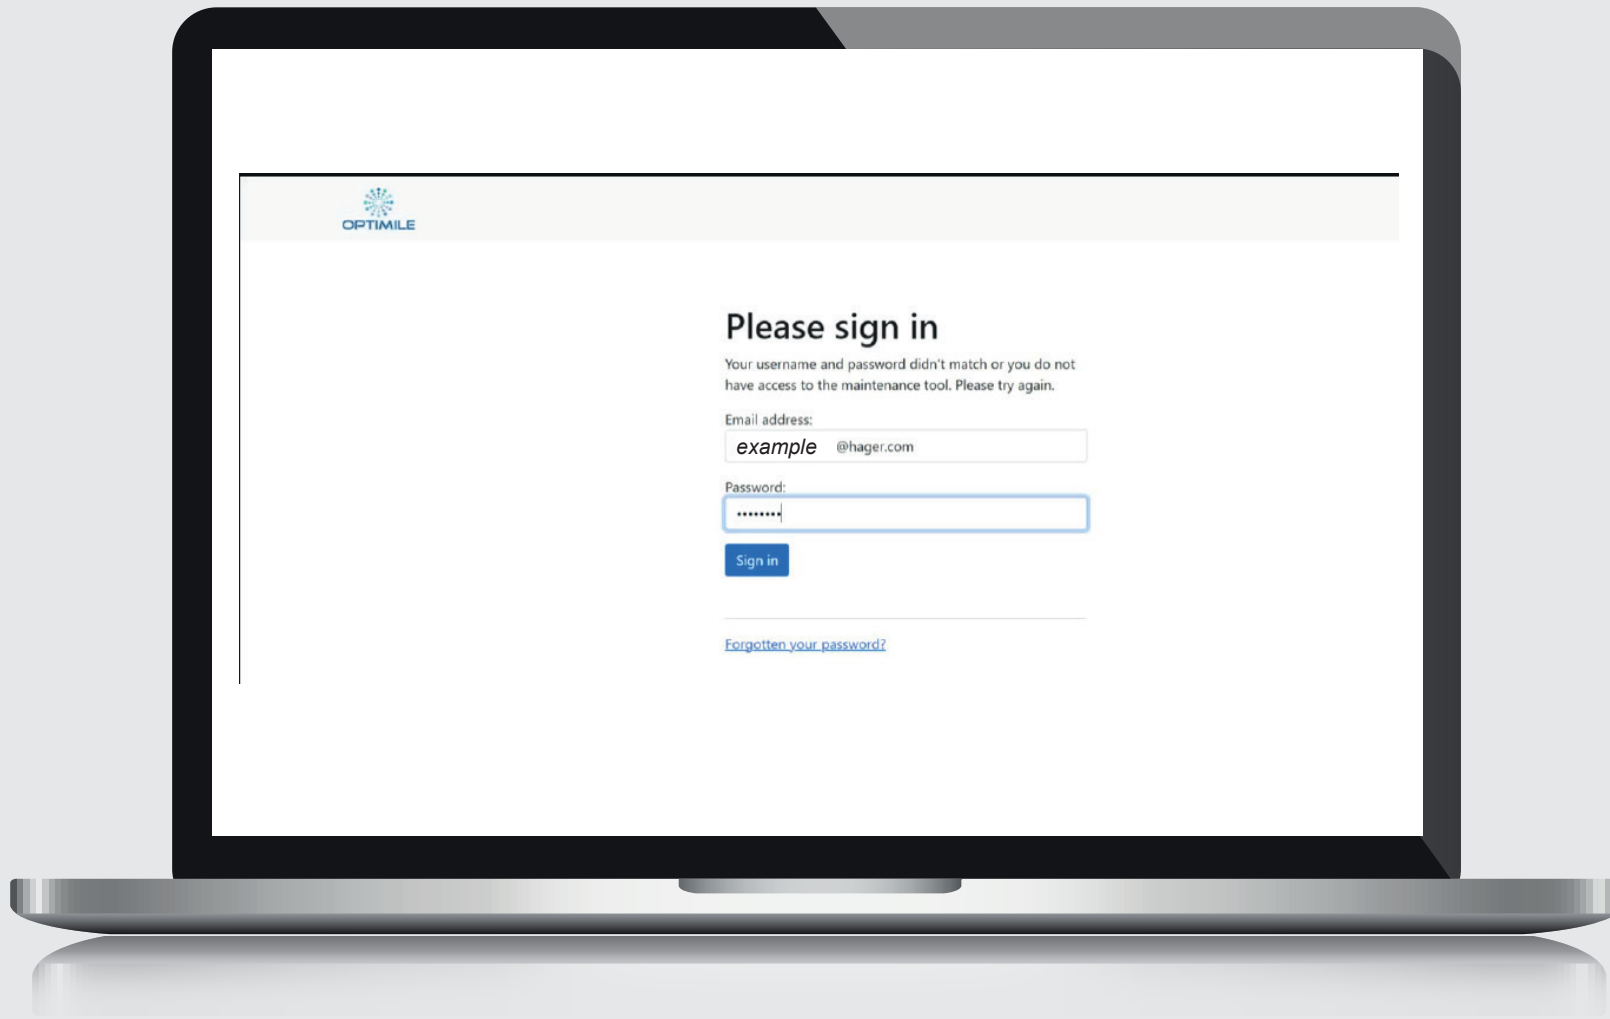 OPTIMILE
Please sign in
Your username and password didn't match or you do not
have access to the maintenance tool. Please try again.
Email address:
example @hager.com
Password:
••••••••
Sign in
Forgotten your password?